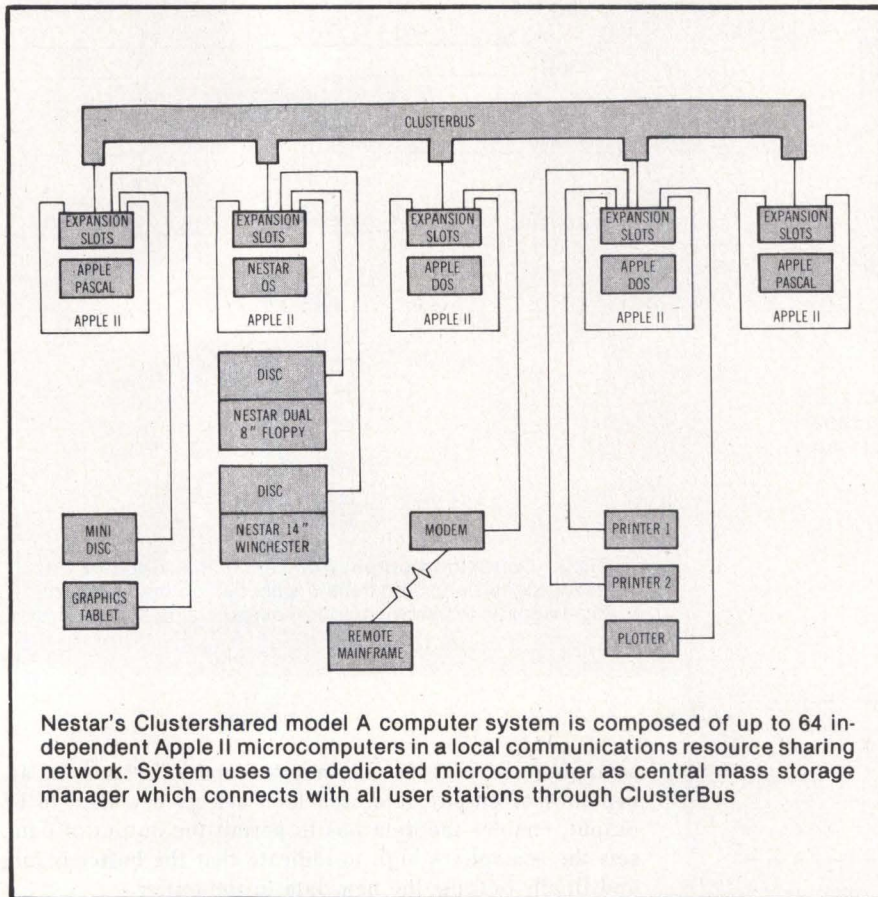 CLUSTERBUS
EXPANSION
SLOTS
APPLE
PASCAL
APPLE II
EXPANSION
SLOTS
NESTAR
OS
APPLE II
EXPANSION
SLOTS
APPLE
DOS
APPLE II
EXPANSION
SLOTS
APPLE
DOS
APPLE II
EXPANSION
SLOTS
APPLE
PASCAL
APPLE II
DISC
NESTAR DUAL
8" FLOPPY
DISC
NESTAR 14"
WINCHESTER
MINI
DISC
GRAPHICS
TABLET
MODEM
REMOTE
MAINFRAME
PRINTER 1
PRINTER 2
PLOTTER
Nestar's Clustershared model A computer system is composed of up to 64 in-
dependent Apple II microcomputers in a local communications resource sharing
network. System uses one dedicated microcomputer as central mass storage
manager which connects with all user stations through ClusterBus